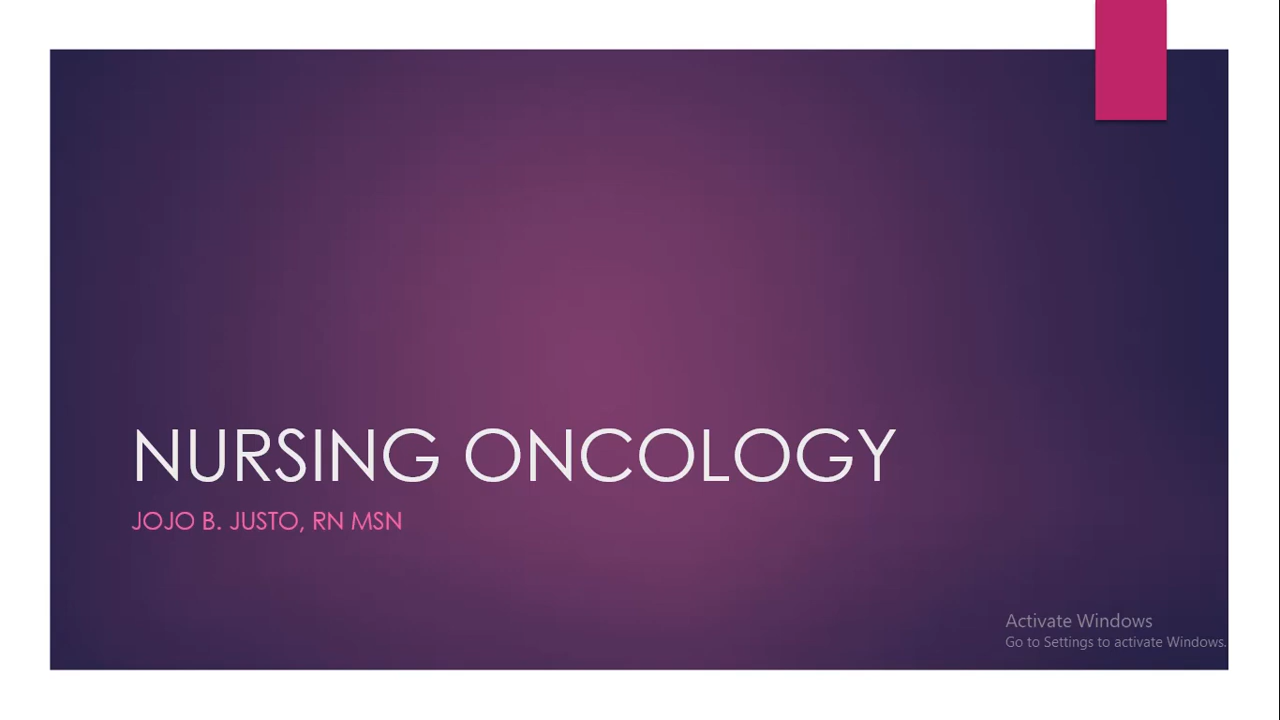 NURSING ONCOLOGY
JOJO B. JUSTO, RN MSN
Activate Windows
Go to Settings to activate Windows.